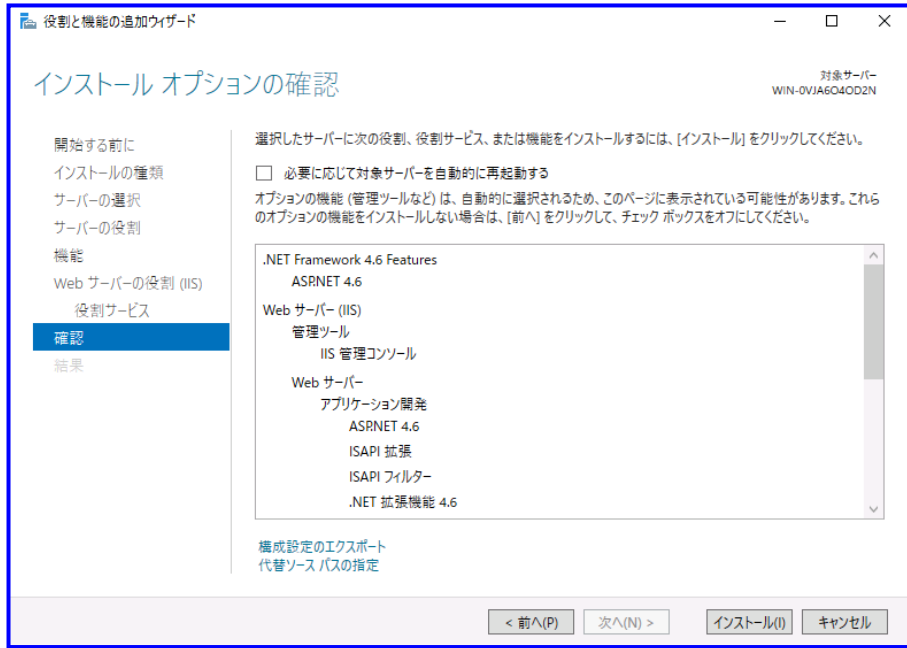 役割と機能の追加ウィザード
インストール オプションの確認
対象サーバー
WIN-0VJA6O4OD2N
開始する前に
インストールの種類
サーバーの選択
サーバーの役割
機能
Web サーバーの役割 (IIS)
役割サービス
確認
結果
選択したサーバーに次の役割、役割サービス、または機能をインストールするには、[インストール] をクリックしてください。
必要に応じて対象サーバーを自動的に再起動する
オプションの機能 (管理ツールなど) は、自動的に選択されるため、このページに表示されている可能性があります。これら
のオプションの機能をインストールしない場合は、[前へ] をクリックして、チェック ボックスをオフにしてください。
.NET Framework 4.6 Features
ASP.NET 4.6
Web サーバー (IIS)
管理ツール
IIS 管理コンソール
Web サーバー
アプリケーション開発
ASP.NET 4.6
ISAPI 拡張
ISAPI フィルター
.NET 拡張機能 4.6
構成設定のエクスポート
代替ソース パスの指定
< 前へ(P)
次へ(N) >
インストール(I)
キャンセル